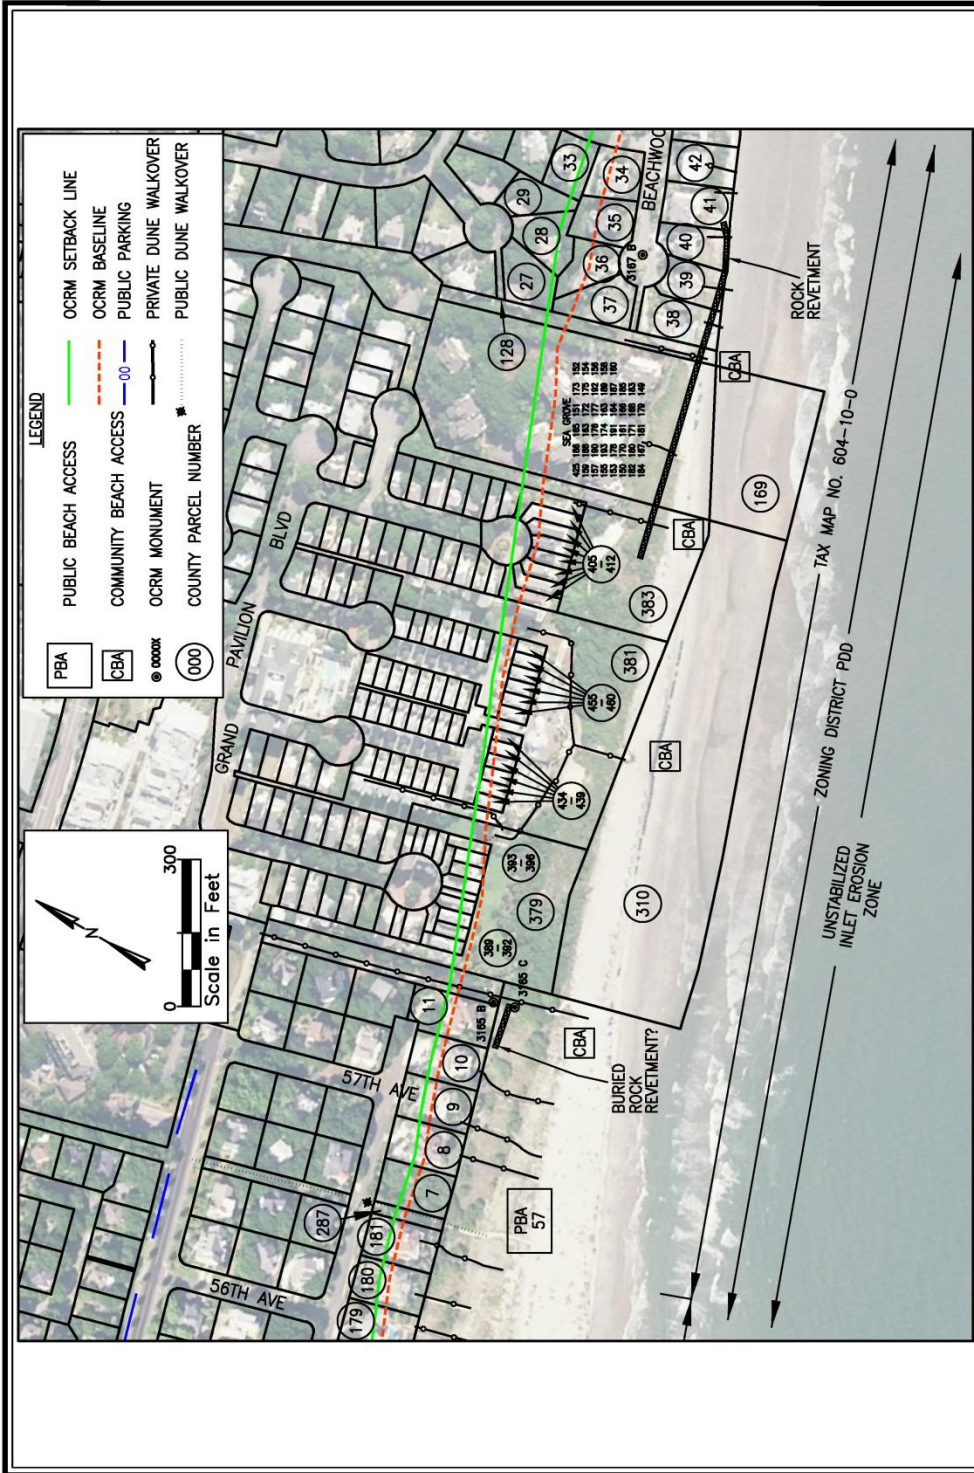 LEGEND
PBA
PUBLIC BEACH ACCESS
CBA
COMMUNITY BEACH ACCESS
0000X
OCRM MONUMENT
000
COUNTY PARCEL NUMBER
OCRM SETBACK LINE
OCRM BASELINE
00
PUBLIC PARKING
PRIVATE DUNE WALKOVER
PUBLIC DUNE WALKOVER
N
0 300
Scale in Feet
GRAND PAVILION BLVD
56TH AVE
57TH AVE
BEACHWOO
179
180
181
287
7
8
9
10
11
3165 B
3165 C
389 – 392
379
393 – 396
434 – 439
455 – 460
381
405 – 412
383
310
169
128
27
28
29
33
34
35
36
37
3167 B
38
39
40
41
42
SEA GROVE
PBA
57
CBA
CBA
CBA
CBA
BURIED
ROCK
REVETMENT?
ROCK
REVETMENT
TAX MAP NO. 604-10-0
ZONING DISTRICT PDD
UNSTABILIZED
INLET EROSION
ZONE